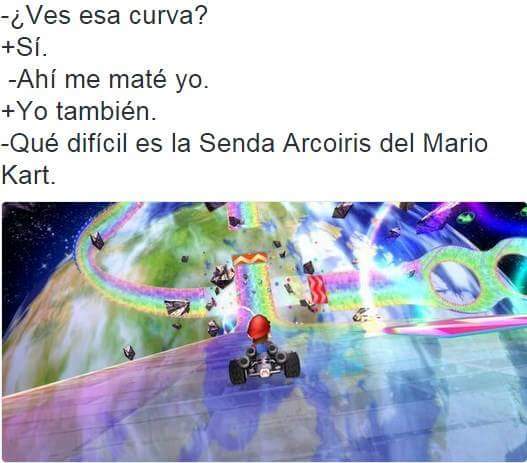 -¿Ves esa curva?
+Sí.
-Ahí me maté yo.
+Yo también.
-Qué difícil es la Senda Arcoiris del Mario
Kart.